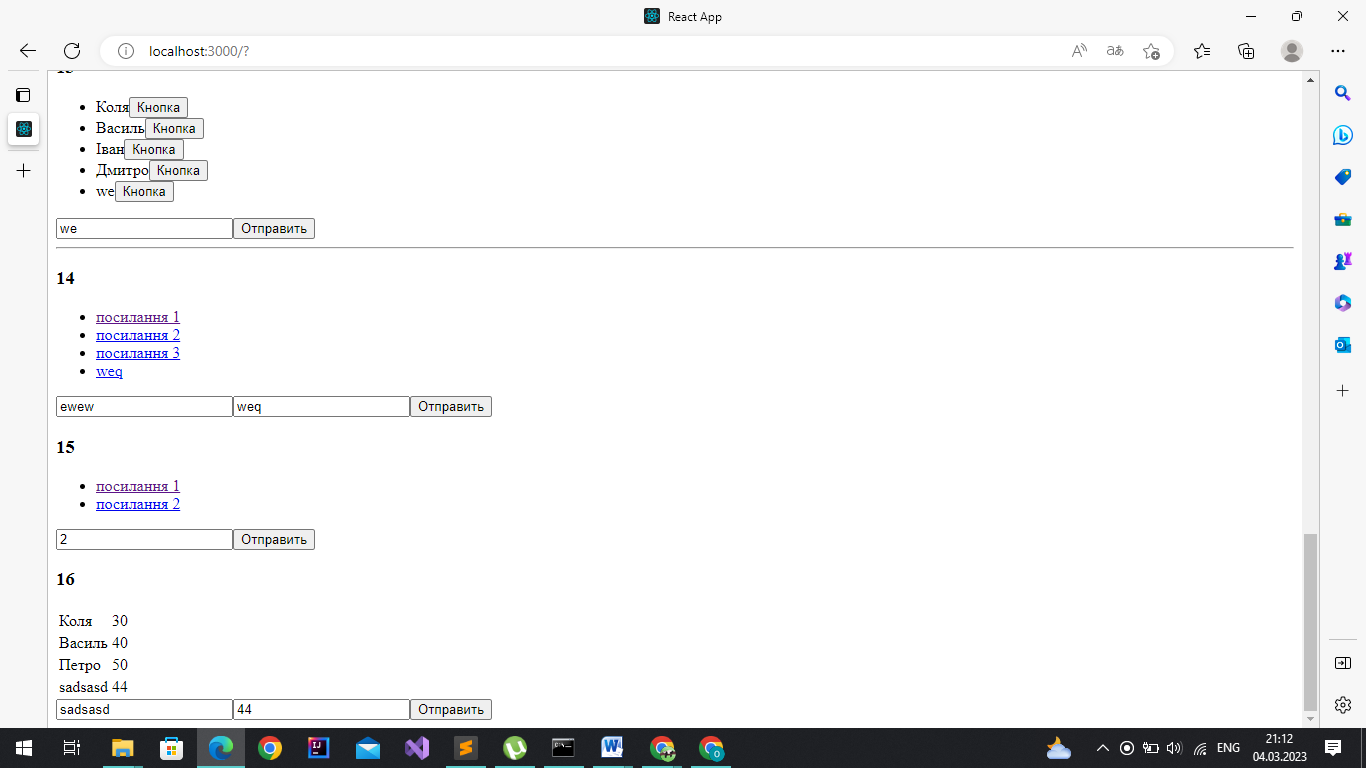 React App
localhost:3000/?
Коля Кнопка
Василь Кнопка
Іван Кнопка
Дмитро Кнопка
we Кнопка
we Отправить
14
посилання 1
посилання 2
посилання 3
weq
ewew weq Отправить
15
посилання 1
посилання 2
2 Отправить
16
Коля 30
Василь 40
Петро 50
sadsasd 44
sadsasd 44 Отправить
ENG
21:12
04.03.2023